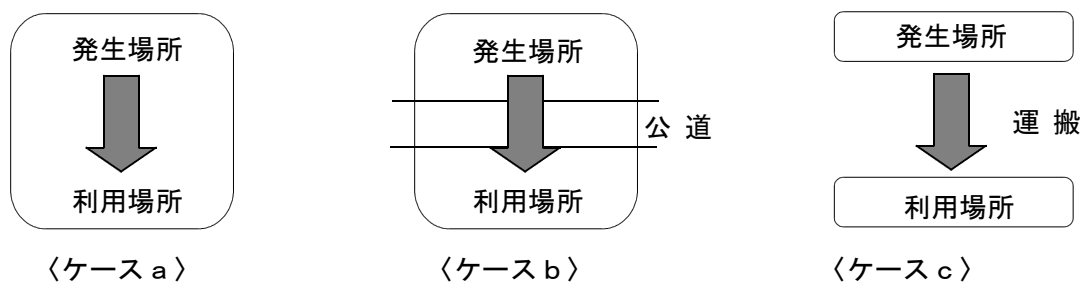 発生場所
利用場所
〈ケースａ〉
発生場所
公 道
利用場所
〈ケースｂ〉
発生場所
運 搬
利用場所
〈ケースｃ〉